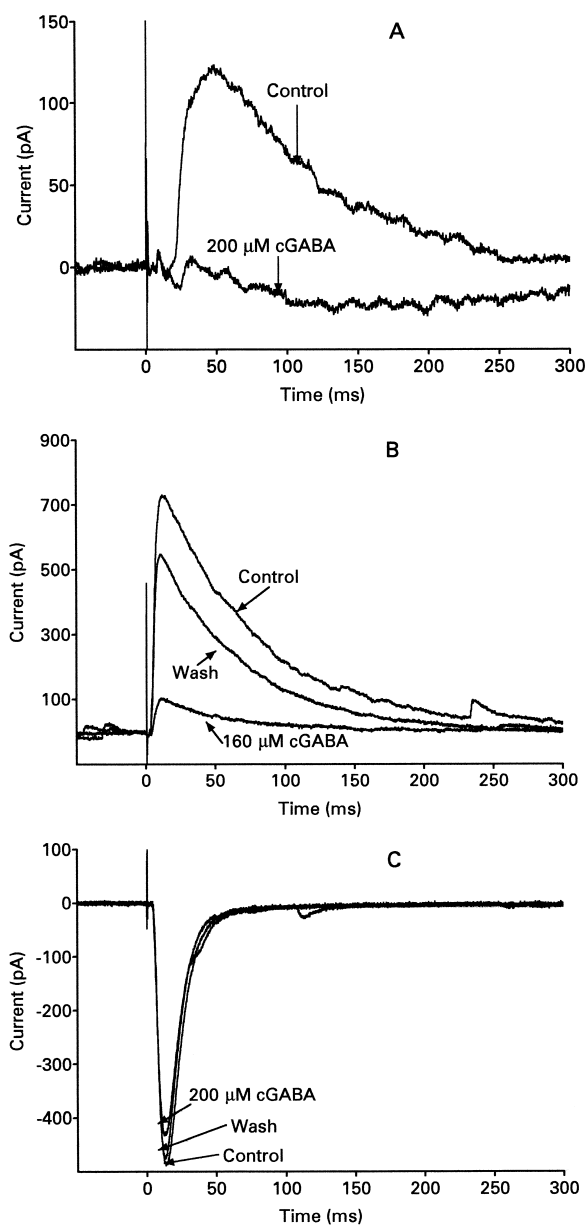 A
150
100
50
0
Current (pA)
Control
200 μM cGABA
0
50
100
150
200
250
300
Time (ms)
B
900
700
500
300
100
Current (pA)
Control
Wash
160 μM cGABA
0
50
100
150
200
250
300
Time (ms)
C
100
0
-100
-200
-300
-400
Current (pA)
200 μM cGABA
Wash
Control
0
50
100
150
200
250
300
Time (ms)